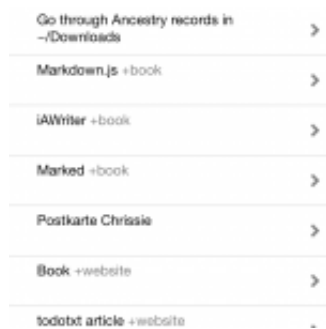 Go through Ancestry records in
~/Downloads
Markdown.js +book
iAWriter +book
Marked +book
Postkarte Chrissie
Book +website
todotxt article +website